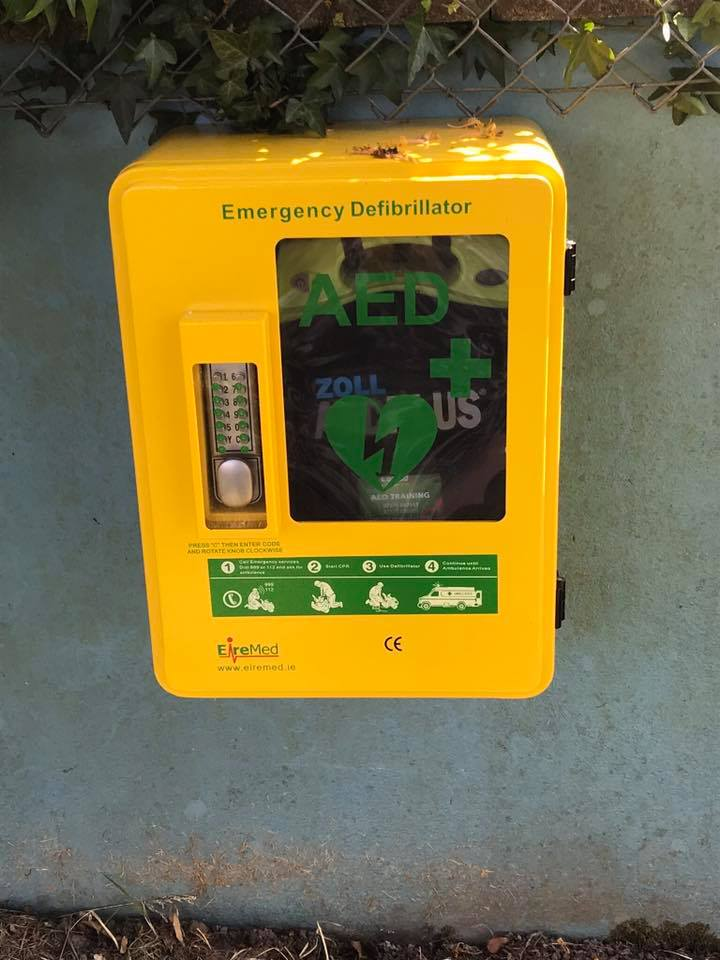 Emergency Defibrillator
AED
ZOLL
US
AED TRAINING
1 6
2 7
3 8
4 9
5 0
Y C
PRESS "C" THEN ENTER CODE
AND ROTATE KNOB CLOCKWISE
1 Call Emergency services
Dial 999 or 112 and ask for
ambulance
2 Start CPR
3 Use Defibrillator
4 Continue until
Ambulance Arrives
999
112
EireMed
www.eiremed.ie
CE